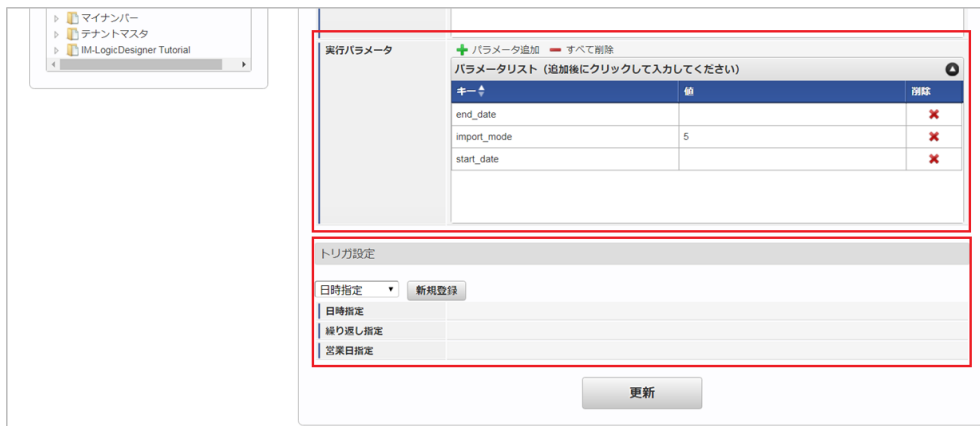 マイナンバー
テナントマスタ
IM-LogicDesigner Tutorial
実行パラメータ
パラメータ追加 すべて削除
パラメータリスト（追加後にクリックして入力してください）
キー 値 削除
end_date
import_mode 5
start_date
トリガ設定
日時指定 新規登録
日時指定
繰り返し指定
営業日指定
更新